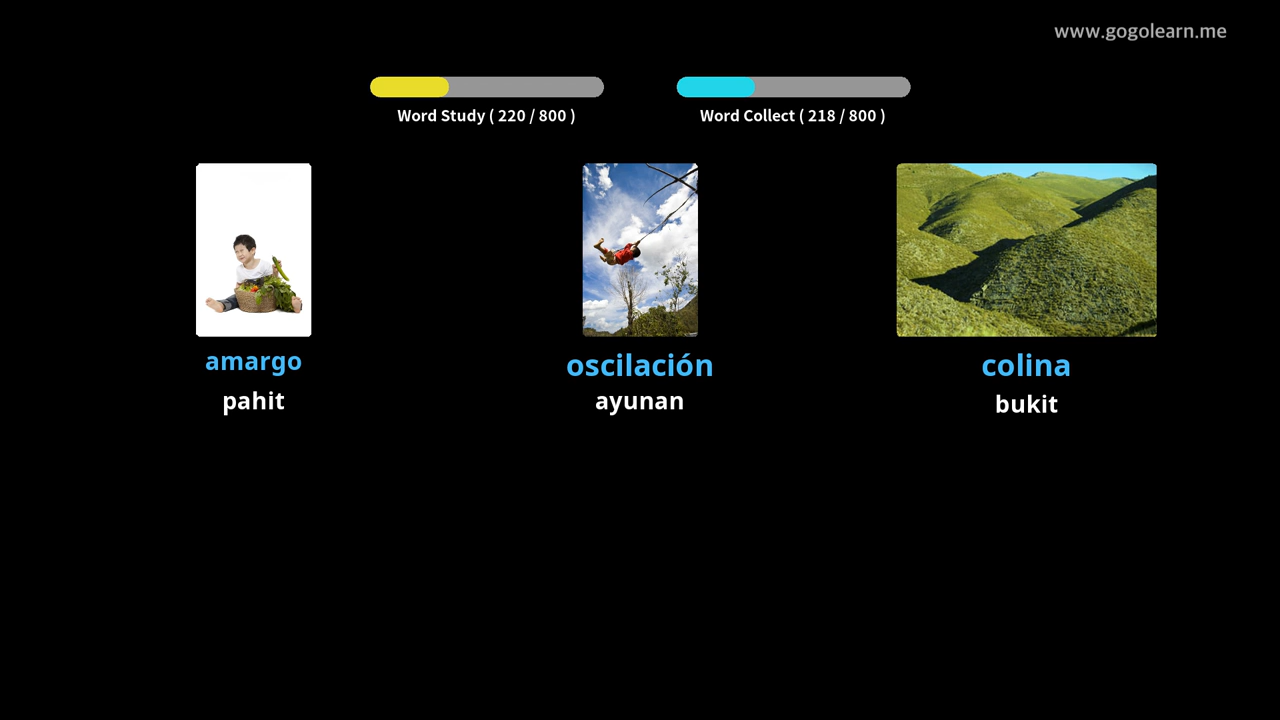 www.gogolearn.me
Word Study ( 220 / 800 )
Word Collect ( 218 / 800 )
amargo
pahit
oscilación
ayunan
colina
bukit